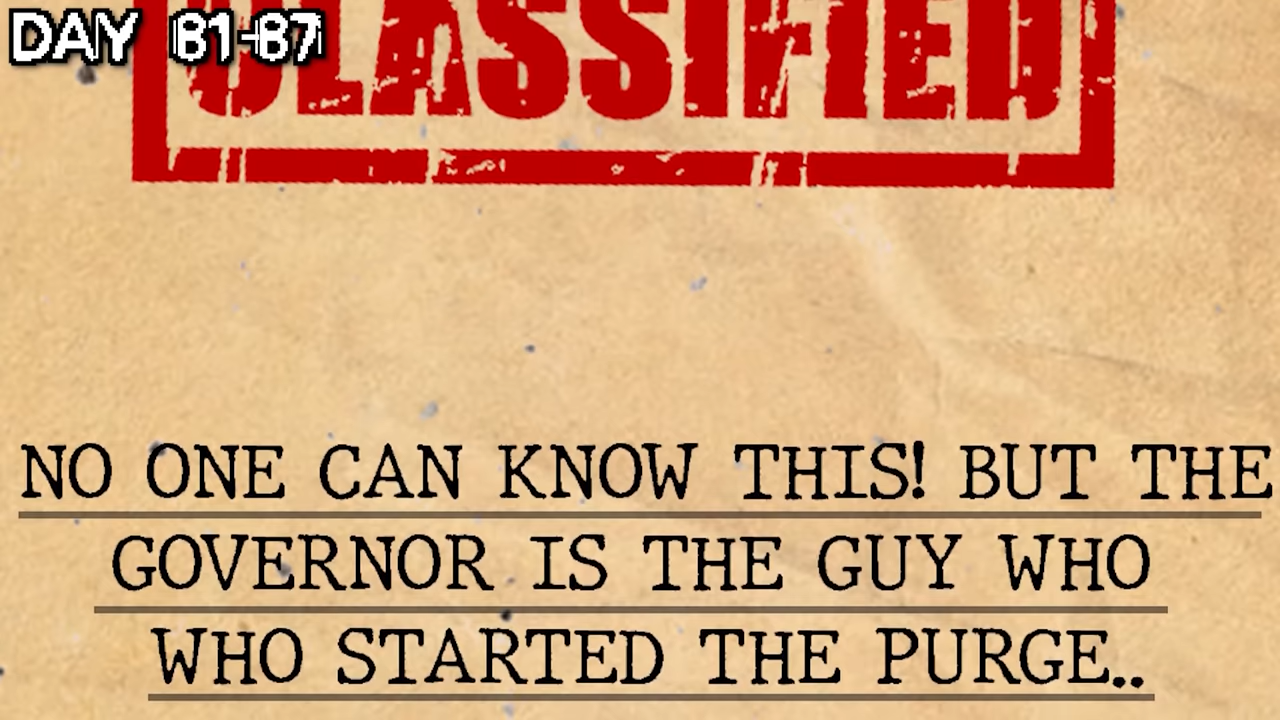 DAY 81-87
CLASSIFIED
NO ONE CAN KNOW THIS! BUT THE
GOVERNOR IS THE GUY WHO
WHO STARTED THE PURGE..